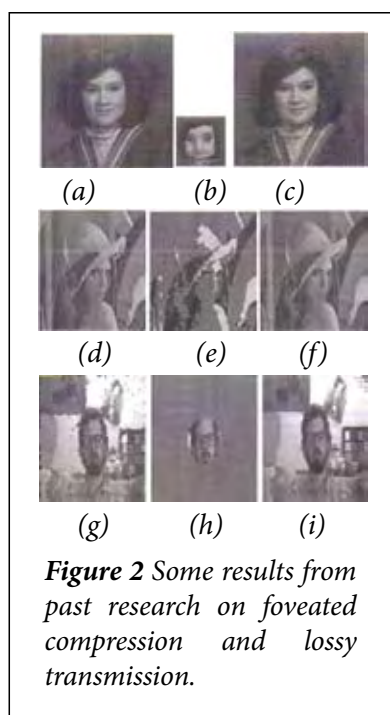 (a) (b) (c)
(d) (e) (f)
(g) (h) (i)
Figure 2 Some results from
past research on foveated
compression and lossy
transmission.